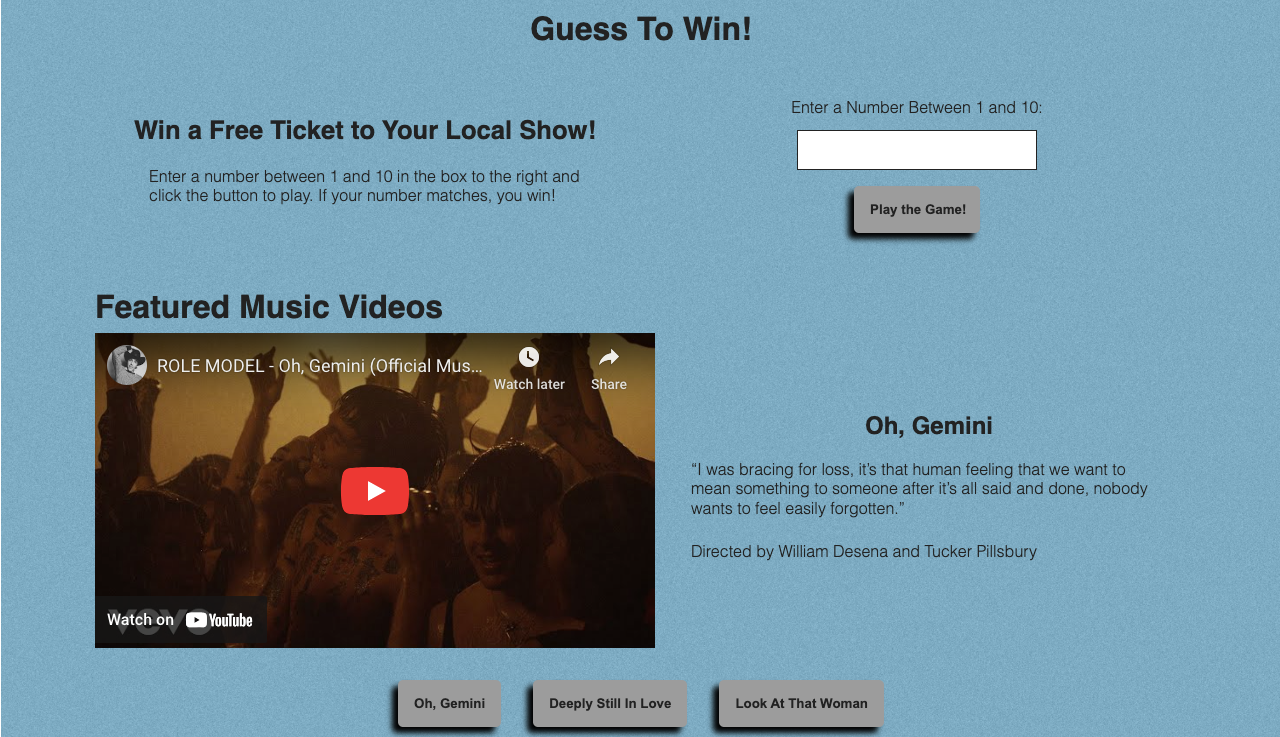 Guess To Win!
Win a Free Ticket to Your Local Show!
Enter a number between 1 and 10 in the box to the right and
click the button to play. If your number matches, you win!
Enter a Number Between 1 and 10:
Play the Game!
Featured Music Videos
ROLE MODEL - Oh, Gemini (Official Mus...
Watch later
Share
vevo
Watch on YouTube
Oh, Gemini
“I was bracing for loss, it’s that human feeling that we want to
mean something to someone after it’s all said and done, nobody
wants to feel easily forgotten.”
Directed by William Desena and Tucker Pillsbury
Oh, Gemini
Deeply Still In Love
Look At That Woman